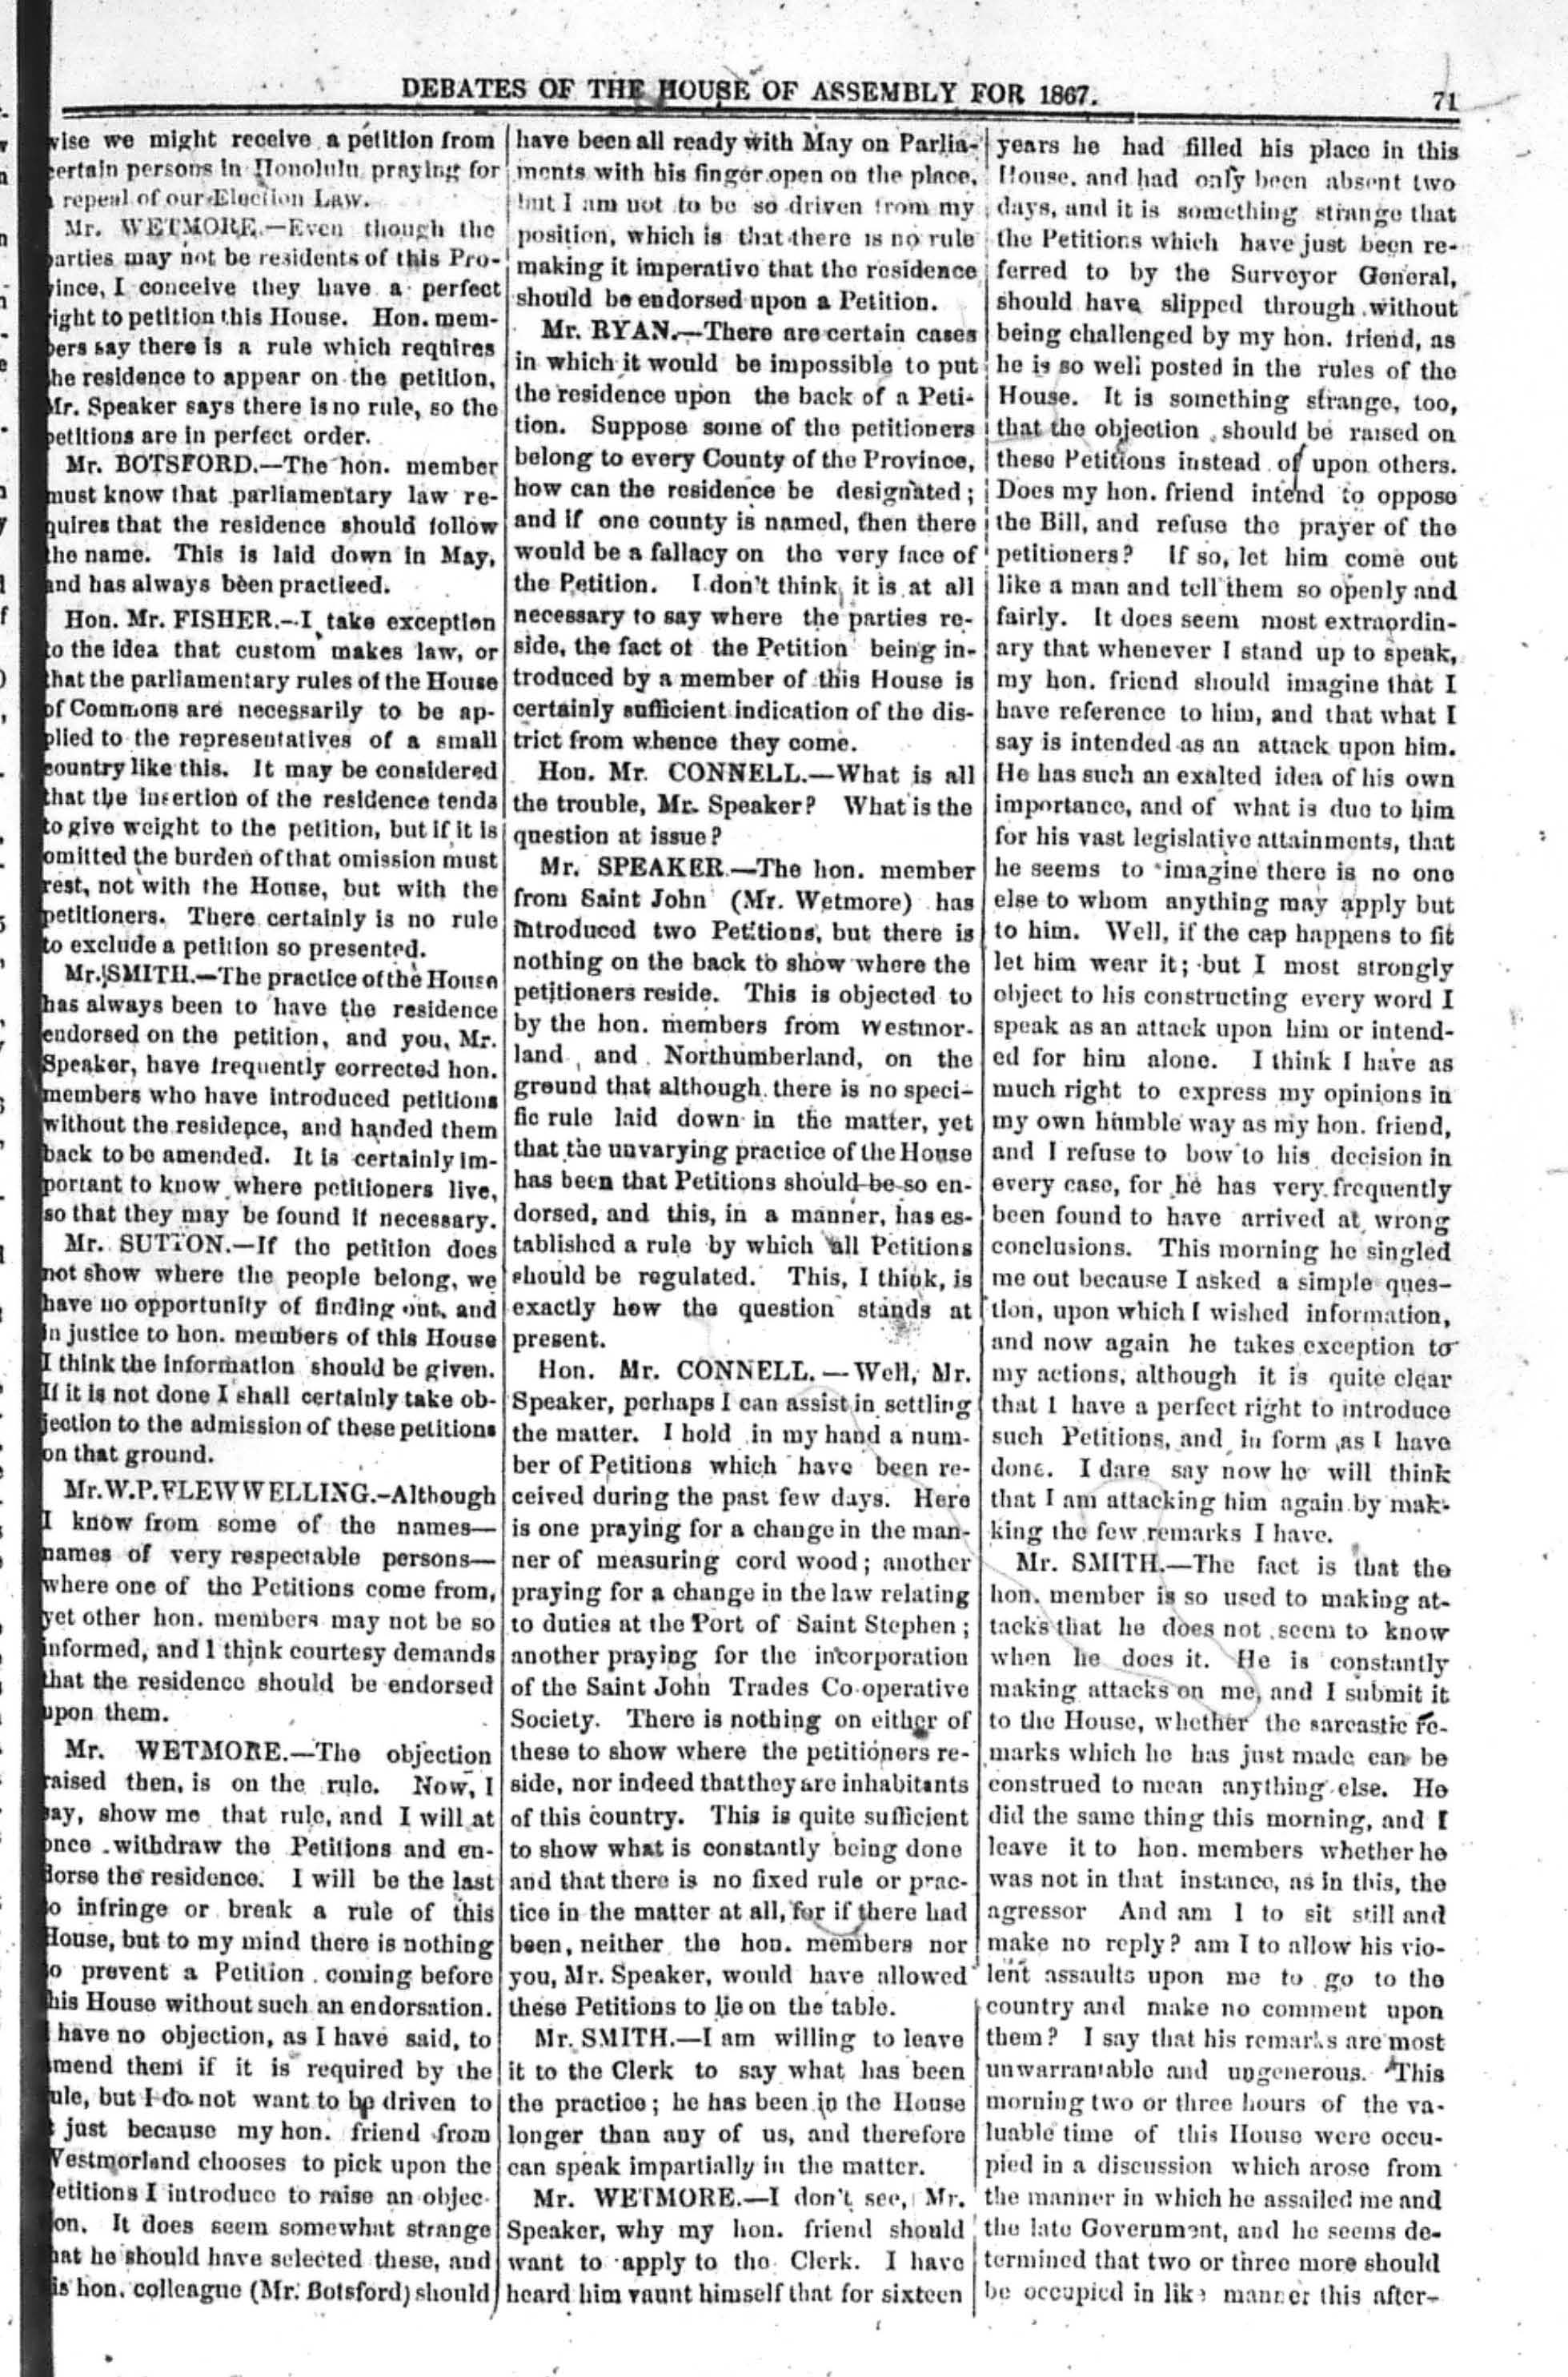 DEBATES OF THE HOUSE OF ASSEMBLY FOR 1867.
71
wise we might receive a petition from
certain persons in Honolulu praying for
repeal of our Election Law.
Mr. WETMORE.—Even though the
parties may not be residents of this Pro-
vince, I conceive they have a perfect
right to petition this House. Hon. mem-
bers say there is a rule which requires
the residence to appear on the petition,
Mr. Speaker says there is no rule, so the
petitions are in perfect order.
Mr. BOTSFORD.—The hon. member
must know that parliamentary law re-
quires that the residence should follow
the name. This is laid down in May,
and has always been practiced.
Hon. Mr. FISHER.—I take exception
to the idea that custom makes law, or
that the parliamentary rules of the House
of Commons are necessarily to be ap-
plied to the representatives of a small
country like this. It may be considered
that the insertion of the residence tends
to give weight to the petition, but if it is
omitted the burden of that omission must
rest, not with the House, but with the
petitioners. There certainly is no rule
to exclude a petition so presented.
Mr. SMITH.—The practice of the House
has always been to have the residence
endorsed on the petition, and you, Mr.
Speaker, have frequently corrected hon.
members who have introduced petitions
without the residence, and handed them
back to be amended. It is certainly im-
portant to know where petitioners live,
so that they may be found if necessary.
Mr. SUTTON.—If the petition does
not show where the people belong, we
have no opportunity of finding out, and
in justice to hon. members of this House
I think the information should be given.
If it is not done I shall certainly take ob-
jection to the admission of these petitions
on that ground.
Mr. W. P. FLEWWELLING.—Although
I know from some of the names—
names of very respectable persons—
where one of the Petitions come from,
yet other hon. members may not be so
informed, and I think courtesy demands
that the residence should be endorsed
upon them.
Mr. WETMORE.—The objection
raised then, is on the rule. Now, I
say, show me that rule, and I will at
once withdraw the Petitions and en-
dorse the residence. I will be the last
to infringe or break a rule of this
House, but to my mind there is nothing
to prevent a Petition coming before
this House without such an endorsation.
I have no objection, as I have said, to
amend them if it is required by the
rule, but I do not want to be driven to
it just because my hon. friend from
Westmorland chooses to pick upon the
Petitions I introduce to raise an objec-
tion. It does seem somewhat strange
that he should have selected these, and
his hon. colleague (Mr. Botsford) should
have been all ready with May on Parlia-
ments with his finger open on the place,
but I am not to be so driven from my
position, which is that there is no rule
making it imperative that the residence
should be endorsed upon a Petition.
Mr. RYAN.—There are certain cases
in which it would be impossible to put
the residence upon the back of a Peti-
tion. Suppose some of the petitioners
belong to every County of the Province,
how can the residence be designated;
and if one county is named, then there
would be a fallacy on the very face of
the Petition. I don't think it is at all
necessary to say where the parties re-
side, the fact of the Petition being in-
troduced by a member of this House is
certainly sufficient indication of the dis-
trict from whence they come.
Hon. Mr. CONNELL.—What is all
the trouble, Mr. Speaker? What is the
question at issue?
Mr. SPEAKER.—The hon. member
from Saint John (Mr. Wetmore) has
introduced two Petitions, but there is
nothing on the back to show where the
petitioners reside. This is objected to
by the hon. members from Westmor-
land, and Northumberland, on the
ground that although there is no speci-
fic rule laid down in the matter, yet
that the unvarying practice of the House
has been that Petitions should be so en-
dorsed, and this, in a manner, has es-
tablished a rule by which all Petitions
should be regulated. This, I think, is
exactly how the question stands at
present.
Hon. Mr. CONNELL.—Well, Mr.
Speaker, perhaps I can assist in settling
the matter. I hold in my hand a num-
ber of Petitions which have been re-
ceived during the past few days. Here
is one praying for a change in the man-
ner of measuring cord wood; another
praying for a change in the law relating
to duties at the Port of Saint Stephen;
another praying for the incorporation
of the Saint John Trades Co-operative
Society. There is nothing on either of
these to show where the petitioners re-
side, nor indeed that they are inhabitants
of this country. This is quite sufficient
to show what is constantly being done
and that there is no fixed rule or prac-
tice in the matter at all, for if there had
been, neither the hon. members nor
you, Mr. Speaker, would have allowed
these Petitions to lie on the table.
Mr. SMITH.—I am willing to leave
it to the Clerk to say what has been
the practice; he has been in the House
longer than any of us, and therefore
can speak impartially in the matter.
Mr. WETMORE.—I don't see, Mr.
Speaker, why my hon. friend should
want to apply to the Clerk. I have
heard him vaunt himself that for sixteen
years he had filled his place in this
House, and had only been absent two
days, and it is something strange that
the Petitions which have just been re-
ferred to by the Surveyor General,
should have slipped through without
being challenged by my hon. friend, as
he is so well posted in the rules of the
House. It is something strange, too,
that the objection should be raised on
these Petitions instead of upon others.
Does my hon. friend intend to oppose
the Bill, and refuse the prayer of the
petitioners? If so, let him come out
like a man and tell them so openly and
fairly. It does seem most extraordin-
ary that whenever I stand up to speak,
my hon. friend should imagine that I
have reference to him, and that what I
say is intended as an attack upon him.
He has such an exalted idea of his own
importance, and of what is due to him
for his vast legislative attainments, that
he seems to imagine there is no one
else to whom anything may apply but
to him. Well, if the cap happens to fit
let him wear it; but I most strongly
object to his constructing every word I
speak as an attack upon him or intend-
ed for him alone. I think I have as
much right to express my opinions in
my own humble way as my hon. friend,
and I refuse to bow to his decision in
every case, for he has very frequently
been found to have arrived at wrong
conclusions. This morning he singled
me out because I asked a simple ques-
tion, upon which I wished information,
and now again he takes exception to
my actions, although it is quite clear
that I have a perfect right to introduce
such Petitions, and in form as I have
done. I dare say now he will think
that I am attacking him again by mak-
king the few remarks I have.
Mr. SMITH.—The fact is that the
hon. member is so used to making at-
tacks that he does not seem to know
when he does it. He is constantly
making attacks on me, and I submit it
to the House, whether the sarcastic re-
marks which he has just made can be
construed to mean anything else. He
did the same thing this morning, and I
leave it to hon. members whether he
was not in that instance, as in this, the
agressor And am I to sit still and
make no reply? am I to allow his vio-
lent assaults upon me to go to the
country and make no comment upon
them? I say that his remarks are most
unwarrantable and ungenerous. This
morning two or three hours of the va-
luable time of this House were occu-
pied in a discussion which arose from
the manner in which he assailed me and
the late Government, and he seems de-
termined that two or three more should
be occupied in like manner this after-